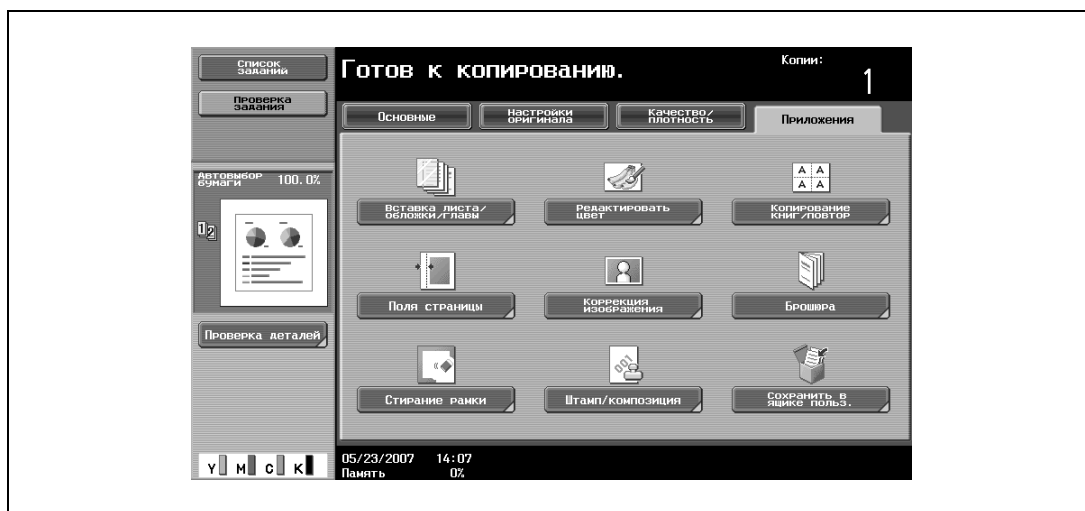 Список
заданий
Готов к копированию.
Копии:
1
Проверка
задания
Основные
Настройки
оригинала
Качество/
плотность
Приложения
Автовыбор
бумаги
100.0%
12
Вставка листа/
обложки/главы
Редактировать
цвет
A A
A A
Копирование
книг/повтор
Поля страницы
Коррекция
изображения
Брошюра
Проверка деталей
Стирание рамки
001
Штамп/композиция
Сохранить в
ящике польз.
Y M C K
05/23/2007 14:07
Память 0%